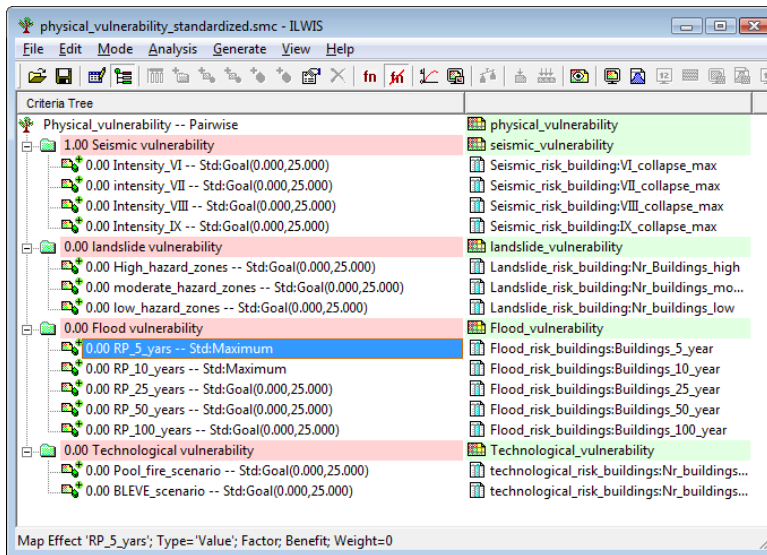 physical_vulnerability_standardized.smc - ILWIS
File Edit Mode Analysis Generate View Help
fn fn
Criteria Tree
Physical_vulnerability -- Pairwise physical_vulnerability
1.00 Seismic vulnerability seismic_vulnerability
0.00 Intensity_VI -- Std:Goal(0.000,25.000) Seismic_risk_building:VI_collapse_max
0.00 intensity_VII -- Std:Goal(0.000,25.000) Seismic_risk_building:VII_collapse_max
0.00 Intensity_VIII -- Std:Goal(0.000,25.000) Seismic_risk_building:VIII_collapse_max
0.00 Intensity_IX -- Std:Goal(0.000,25.000) Seismic_risk_building:IX_collapse_max
0.00 landslide vulnerability landslide_vulnerability
0.00 High_hazard_zones -- Std:Goal(0.000,25.000) Landslide_risk_building:Nr_Buildings_high
0.00 moderate_hazard_zones -- Std:Goal(0.000,25.000) Landslide_risk_building:Nr_Buildings_mo...
0.00 low_hazard_zones -- Std:Goal(0.000,25.000) Landslide_risk_building:Nr_Buildings_low
0.00 Flood vulnerability Flood_vulnerability
0.00 RP_5_yars -- Std:Maximum Flood_risk_buildings:Buildings_5_year
0.00 RP_10_years -- Std:Maximum Flood_risk_buildings:Buildings_10_year
0.00 RP_25_years -- Std:Goal(0.000,25.000) Flood_risk_buildings:Buildings_25_year
0.00 RP_50_years -- Std:Goal(0.000,25.000) Flood_risk_buildings:Buildings_50_year
0.00 RP_100_years -- Std:Goal(0.000,25.000) Flood_risk_buildings:Buildings_100_year
0.00 Technological vulnerability Technological_vulnerability
0.00 Pool_fire_scenario -- Std:Goal(0.000,25.000) technological_risk_buildings:Nr_buildings...
0.00 BLEVE_scenario -- Std:Goal(0.000,25.000) technological_risk_buildings:Nr_buildings...
Map Effect 'RP_5_yars'; Type='Value'; Factor; Benefit; Weight=0